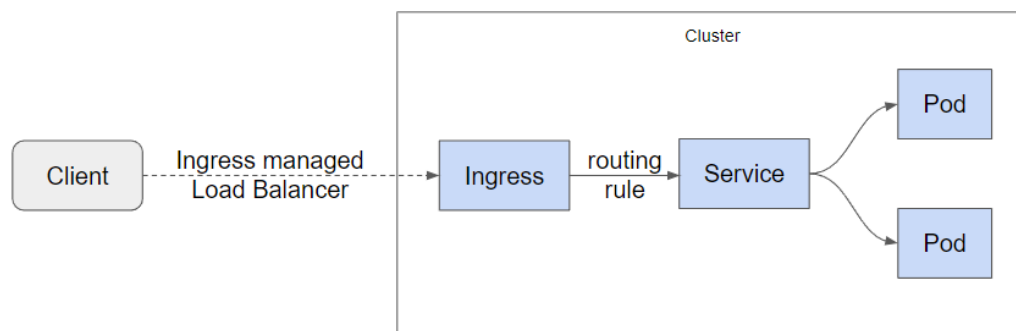 Cluster
Client
Ingress managed
Load Balancer
Ingress
routing
rule
Service
Pod
Pod